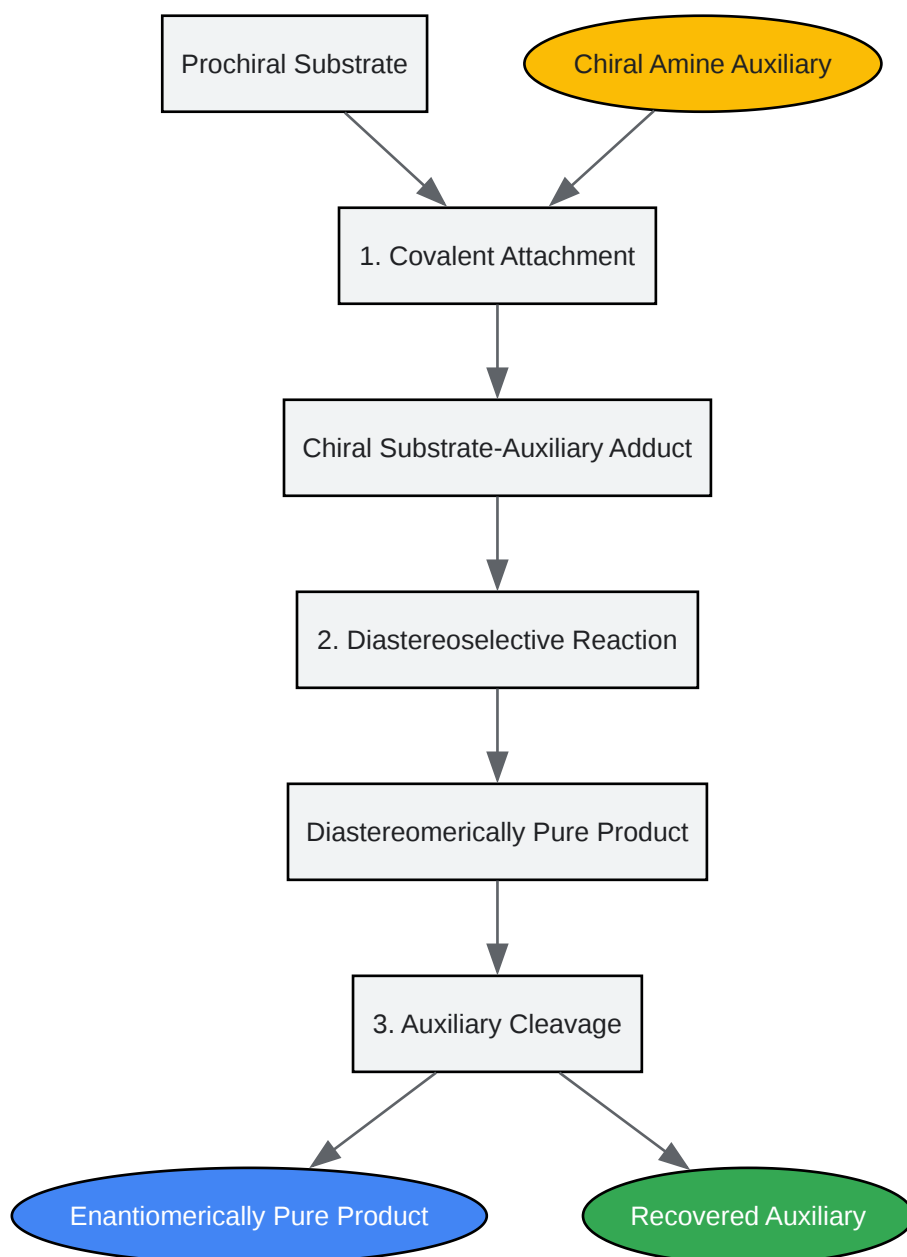 Prochiral Substrate
Chiral Amine Auxiliary
1. Covalent Attachment
Chiral Substrate-Auxiliary Adduct
2. Diastereoselective Reaction
Diastereomerically Pure Product
3. Auxiliary Cleavage
Enantiomerically Pure Product
Recovered Auxiliary